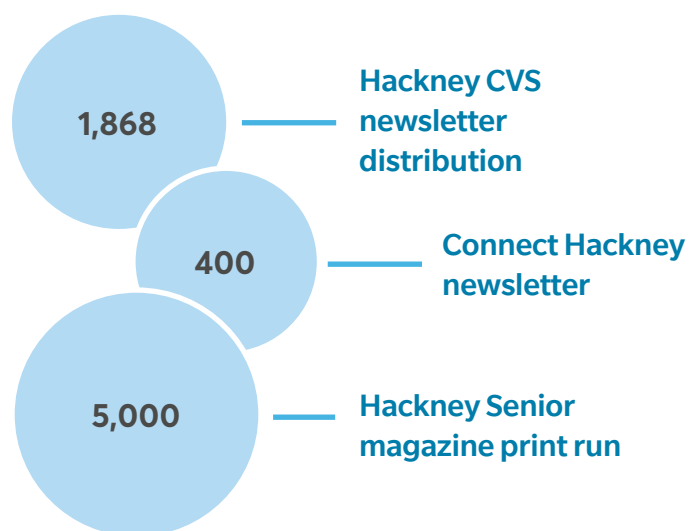 1,868
Hackney CVS
newsletter
distribution
400
Connect Hackney
newsletter
5,000
Hackney Senior
magazine print run